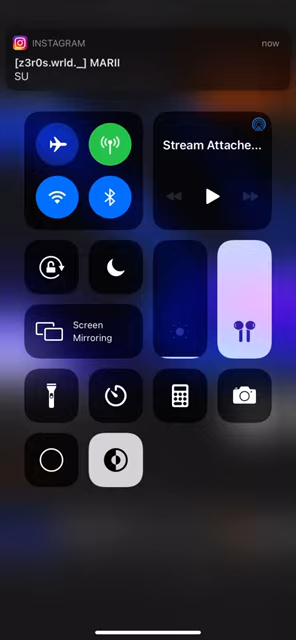 INSTAGRAM
now
[z3r0s.wrld._] MARII
SU
Stream Attache...
Screen
Mirroring